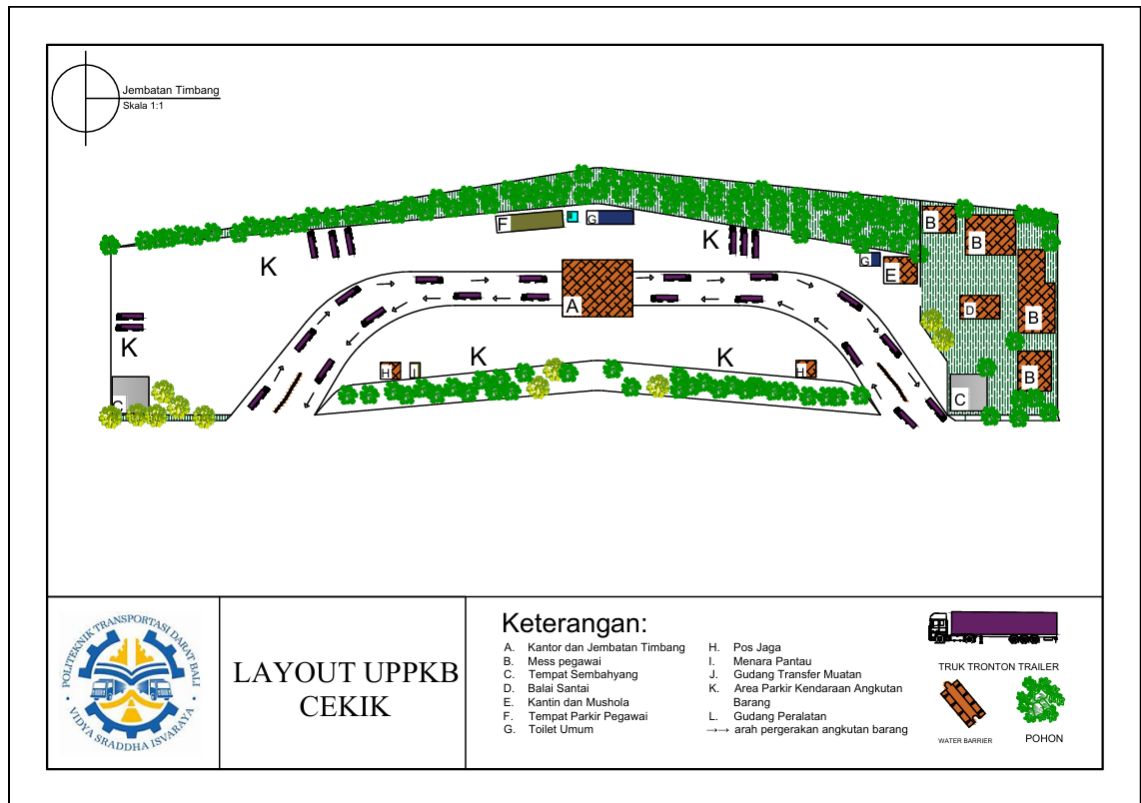 Jembatan Timbang
Skala 1:1
B
F
G
K
B
K
G
E
A
D
B
K
K
K
H
I
H
B
C
C
POLITEKNIK TRANSPORTASI DARAT BALI
• VIDYA SRADDHA ISVARAYA •
LAYOUT UPPKB
CEKIK
Keterangan:
A. Kantor dan Jembatan Timbang
B. Mess pegawai
C. Tempat Sembahyang
D. Balai Santai
E. Kantin dan Mushola
F. Tempat Parkir Pegawai
G. Toilet Umum
H. Pos Jaga
I. Menara Pantau
J. Gudang Transfer Muatan
K. Area Parkir Kendaraan Angkutan
Barang
L. Gudang Peralatan
→→ arah pergerakan angkutan barang
TRUK TRONTON TRAILER
WATER BARRIER
POHON